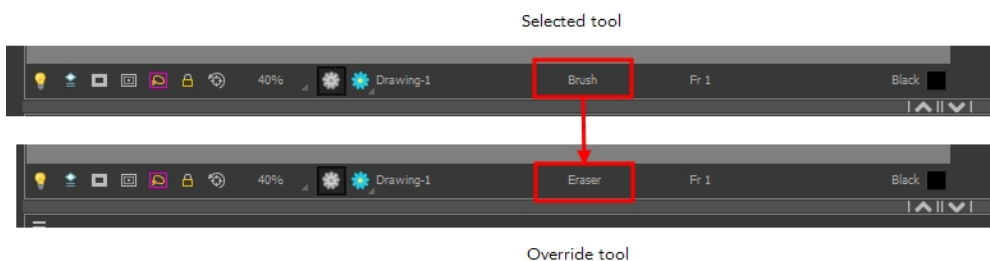 Selected tool
40% Drawing-1 Brush Fr 1 Black
40% Drawing-1 Eraser Fr 1 Black
Override tool